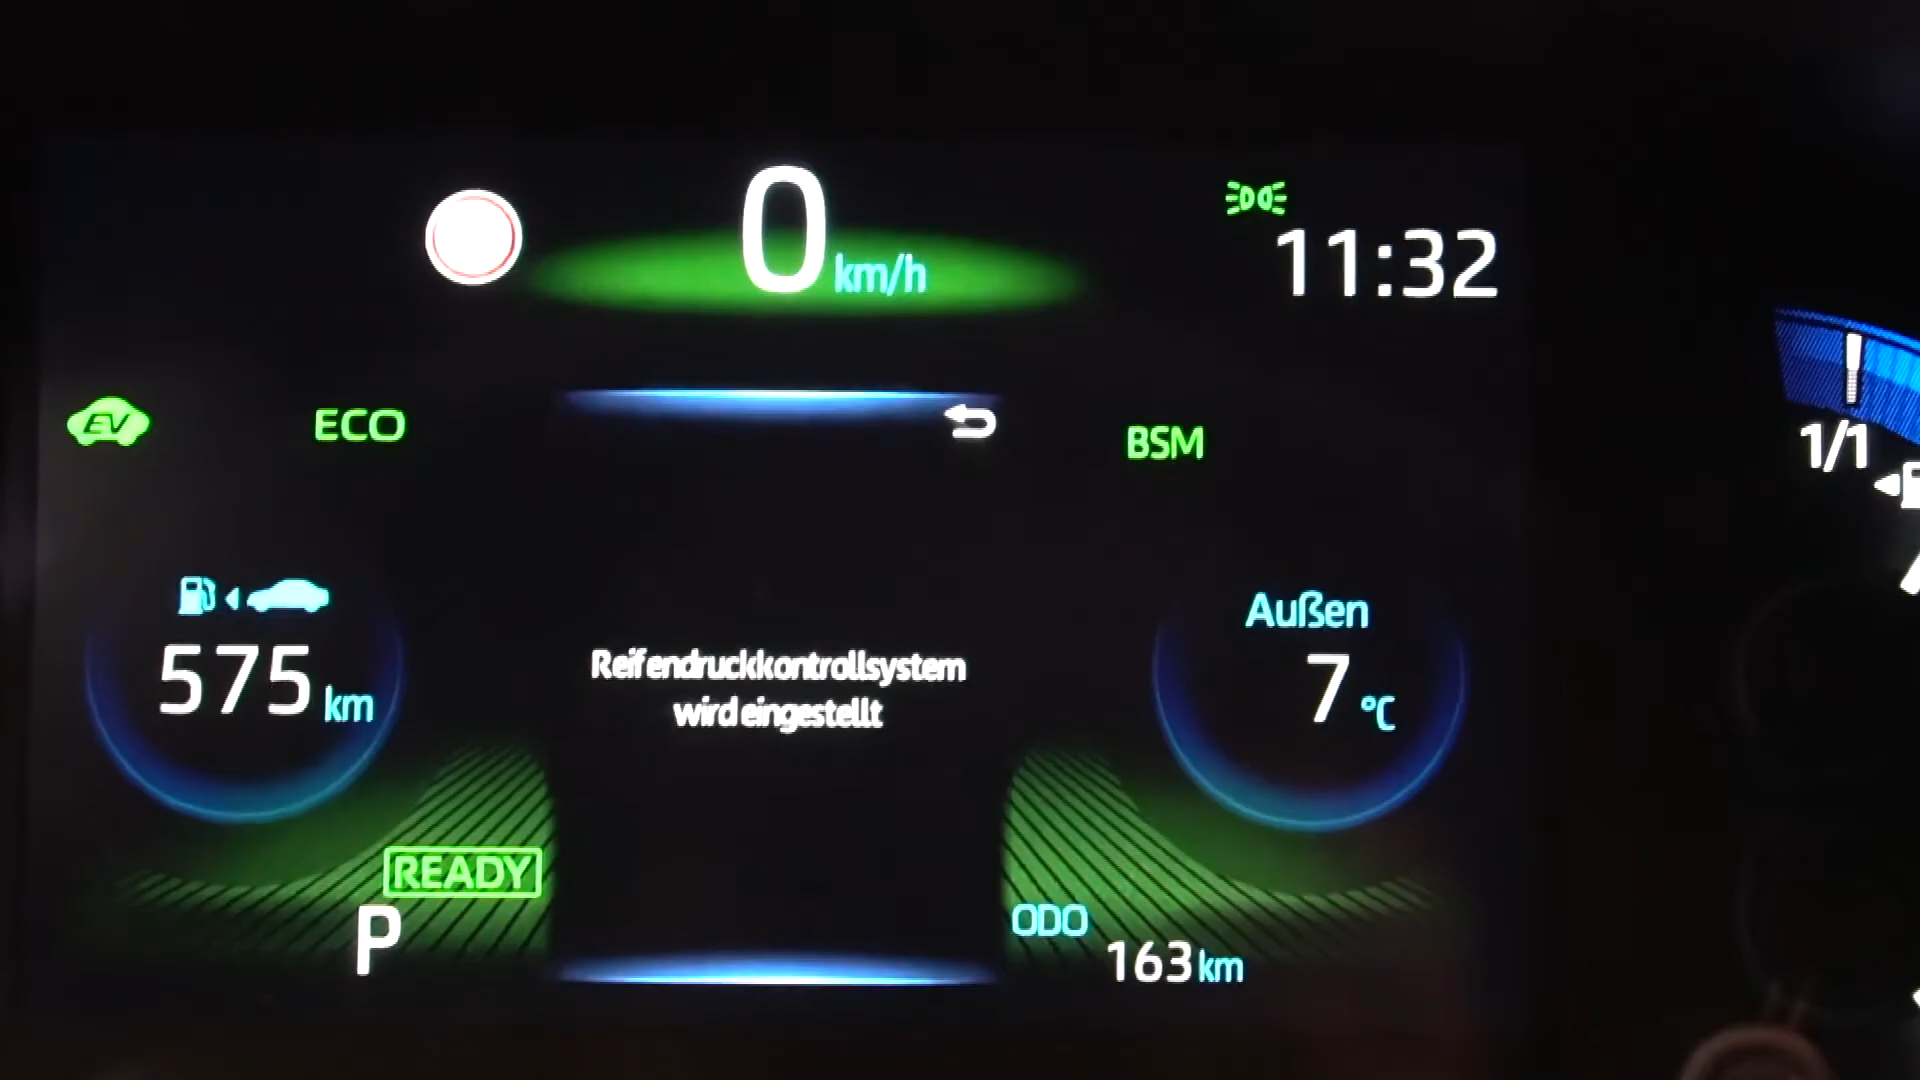 0 km/h
11:32
EV
ECO
BSM
1/1
575 km
Außen
7 °C
Reifendruckkontrollsystem
wird eingestellt
READY
P
ODO
163 km